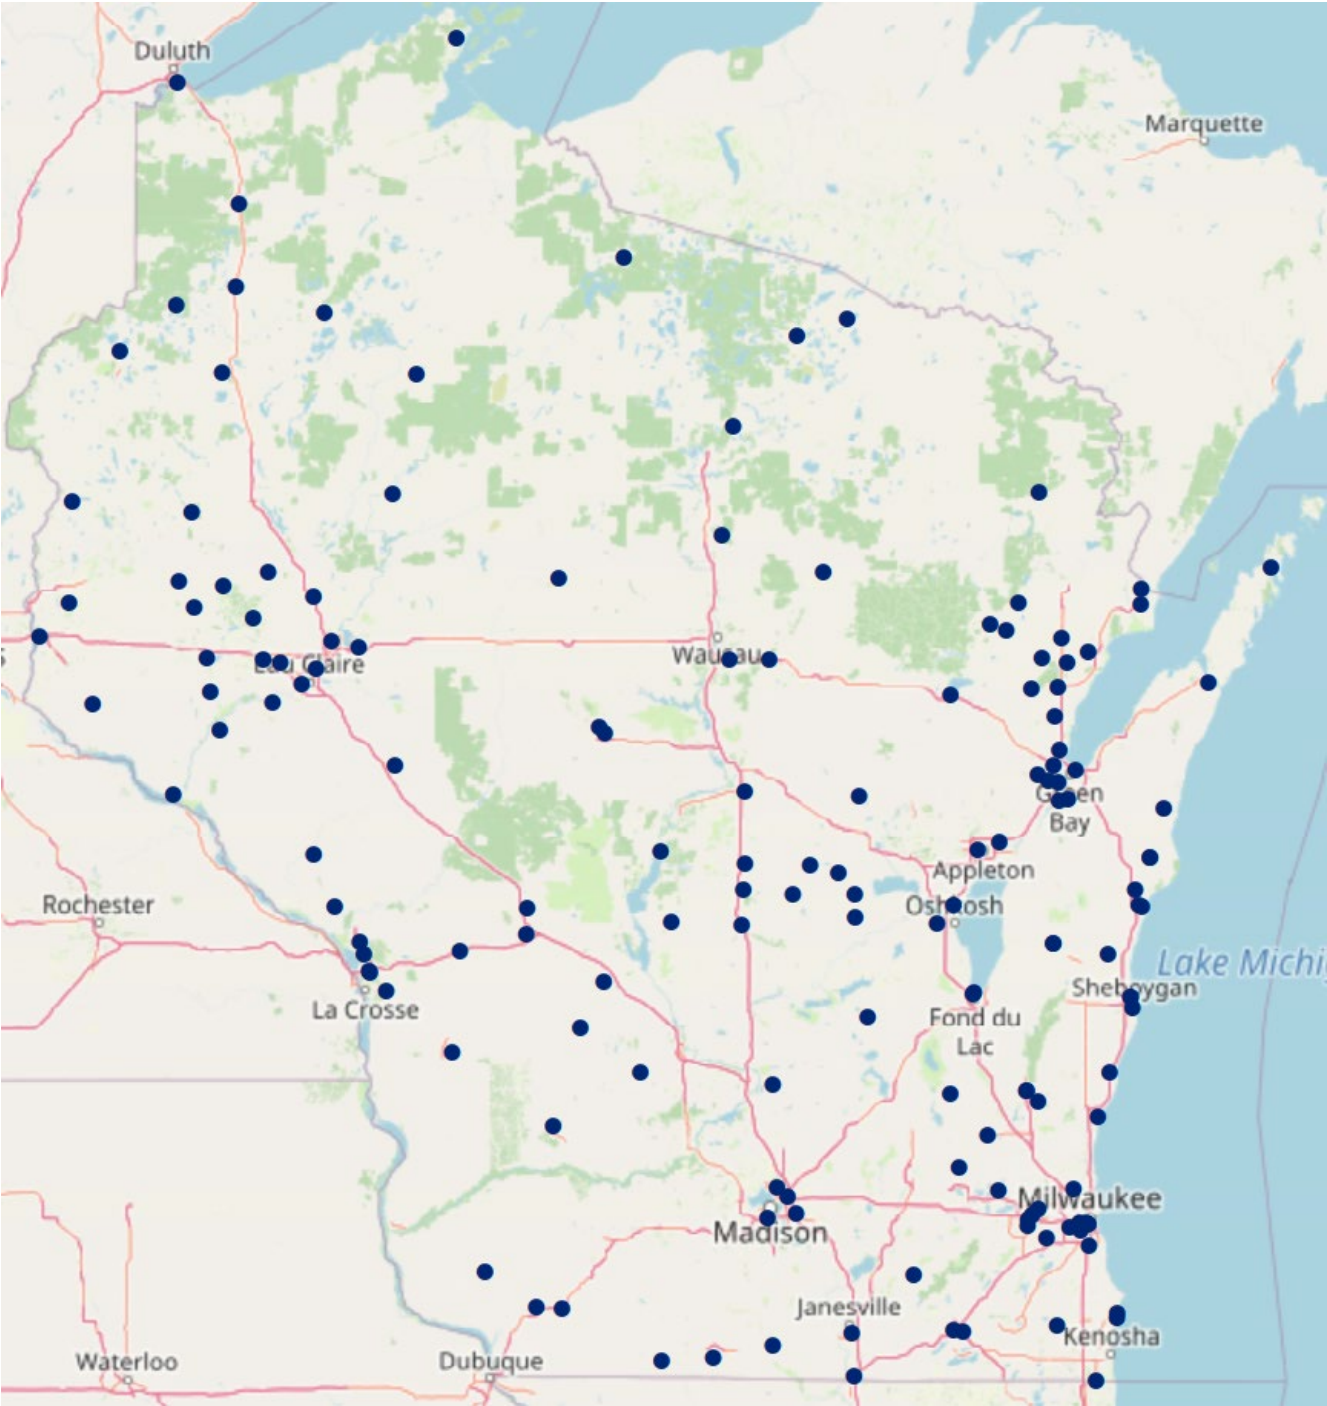 Duluth
Marquette
Eau Claire
Wausau
Green
Bay
Appleton
Oshkosh
Rochester
Lake Michi
Sheboygan
La Crosse
Fond du
Lac
Milwaukee
Madison
Janesville
Kenosha
Waterloo
Dubuque